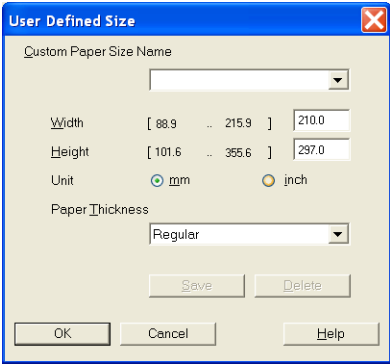 User Defined Size
Custom Paper Size Name
Width [ 88.9 .. 215.9 ] 210.0
Height [ 101.6 .. 355.6 ] 297.0
Unit mm inch
Paper Thickness
Regular
Save Delete
OK Cancel Help